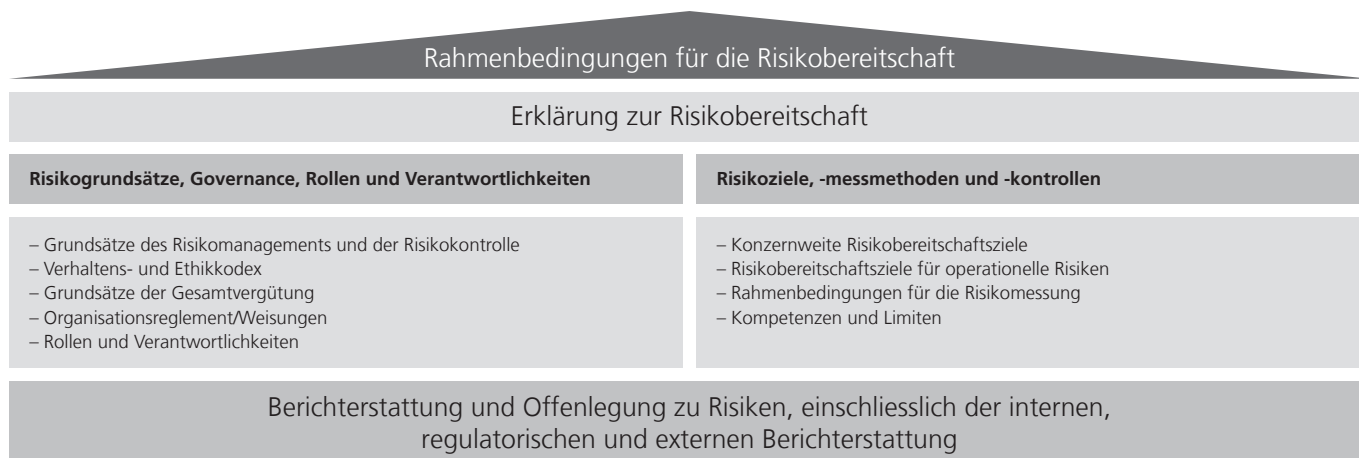 Rahmenbedingungen für die Risikobereitschaft
Erklärung zur Risikobereitschaft
Risikogrundsätze, Governance, Rollen und Verantwortlichkeiten
– Grundsätze des Risikomanagements und der Risikokontrolle
– Verhaltens- und Ethikkodex
– Grundsätze der Gesamtvergütung
– Organisationsreglement/Weisungen
– Rollen und Verantwortlichkeiten
Risikoziele, -messmethoden und -kontrollen
– Konzernweite Risikobereitschaftsziele
– Risikobereitschaftsziele für operationelle Risiken
– Rahmenbedingungen für die Risikomessung
– Kompetenzen und Limiten
Berichterstattung und Offenlegung zu Risiken, einschliesslich der internen,
regulatorischen und externen Berichterstattung